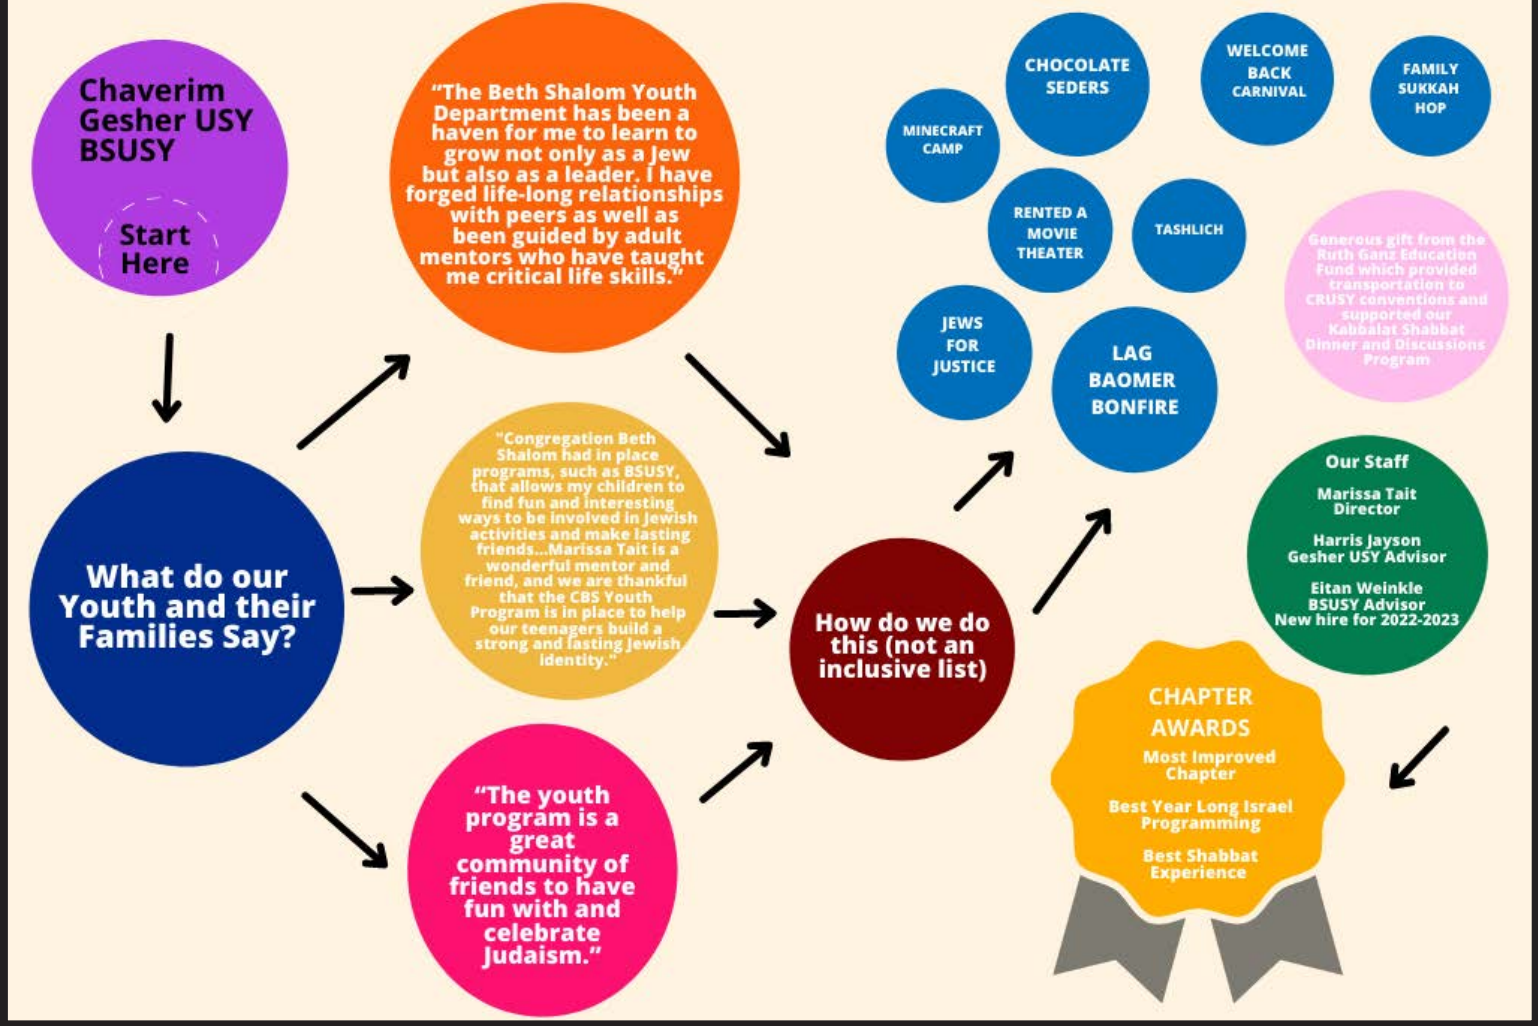 Chaverim
Gesher USY
BSUSY
Start
Here
What do our
Youth and their
Families Say?
“The Beth Shalom Youth
Department has been a
haven for me to learn to
grow not only as a Jew
but also as a leader. I have
forged life-long relationships
with peers as well as
been guided by adult
mentors who have taught
me critical life skills.”
"Congregation Beth
Shalom had in place
programs, such as BSUSY,
that allows my children to
find fun and interesting
ways to be involved in Jewish
activities and make lasting
friends...Marissa Tait is a
wonderful mentor and
friend, and we are thankful
that the CBS Youth
Program is in place to help
our teenagers build a
strong and lasting Jewish
identity."
“The youth
program is a
great
community of
friends to have
fun with and
celebrate
Judaism.”
How do we do
this (not an
inclusive list)
MINECRAFT
CAMP
CHOCOLATE
SEDERS
WELCOME
BACK
CARNIVAL
FAMILY
SUKKAH
HOP
RENTED A
MOVIE
THEATER
TASHLICH
JEWS
FOR
JUSTICE
LAG
BAOMER
BONFIRE
Generous gift from the
Ruth Ganz Education
Fund which provided
transportation to
CRUSY conventions and
supported our
Kabbalat Shabbat
Dinner and Discussions
Program
Our Staff
Marissa Tait
Director
Harris Jayson
Gesher USY Advisor
Eitan Weinkle
BSUSY Advisor
New hire for 2022-2023
CHAPTER
AWARDS
Most Improved
Chapter
Best Year Long Israel
Programming
Best Shabbat
Experience